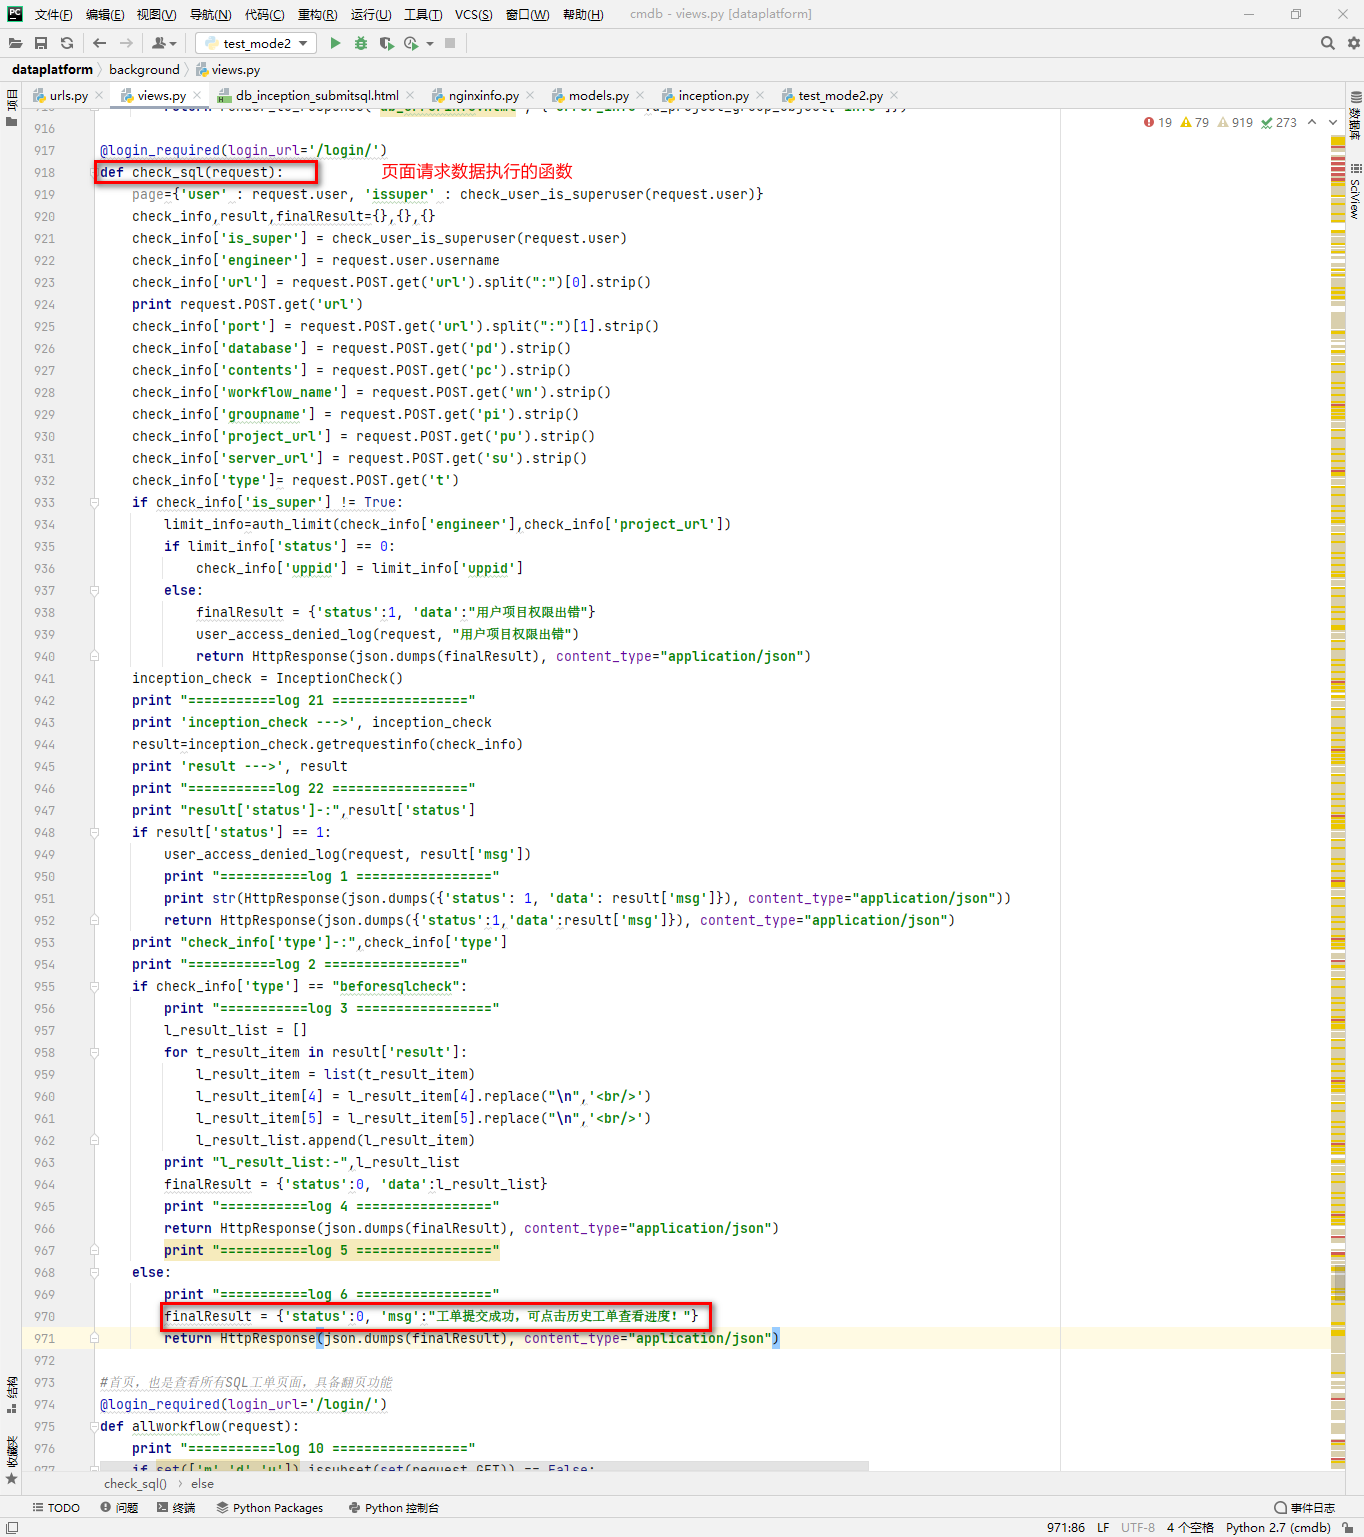 PC 文件(F) 编辑(E) 视图(V) 导航(N) 代码(C) 重构(R) 运行(U) 工具(T) VCS(S) 窗口(W) 帮助(H) cmdb - views.py [dataplatform]
test_mode2
dataplatform background views.py
urls.py views.py db_inception_submitsql.html nginxinfo.py models.py inception.py test_mode2.py
项目
数据库
SciView
19 79 919 273
916
917 @login_required(login_url='/login/')
918 def check_sql(request): 页面请求数据执行的函数
919 page={'user' : request.user, 'issuper' : check_user_is_superuser(request.user)}
920 check_info,result,finalResult={},{},{}
921 check_info['is_super'] = check_user_is_superuser(request.user)
922 check_info['engineer'] = request.user.username
923 check_info['url'] = request.POST.get('url').split(":")[0].strip()
924 print request.POST.get('url')
925 check_info['port'] = request.POST.get('url').split(":")[1].strip()
926 check_info['database'] = request.POST.get('pd').strip()
927 check_info['contents'] = request.POST.get('pc').strip()
928 check_info['workflow_name'] = request.POST.get('wn').strip()
929 check_info['groupname'] = request.POST.get('pi').strip()
930 check_info['project_url'] = request.POST.get('pu').strip()
931 check_info['server_url'] = request.POST.get('su').strip()
932 check_info['type']= request.POST.get('t')
933 if check_info['is_super'] != True:
934 limit_info=auth_limit(check_info['engineer'],check_info['project_url'])
935 if limit_info['status'] == 0:
936 check_info['uppid'] = limit_info['uppid']
937 else:
938 finalResult = {'status':1, 'data':"用户项目权限出错"}
939 user_access_denied_log(request, "用户项目权限出错")
940 return HttpResponse(json.dumps(finalResult), content_type="application/json")
941 inception_check = InceptionCheck()
942 print "===========log 21 ================="
943 print 'inception_check --->', inception_check
944 result=inception_check.getrequestinfo(check_info)
945 print 'result --->', result
946 print "===========log 22 ================="
947 print "result['status']-:",result['status']
948 if result['status'] == 1:
949 user_access_denied_log(request, result['msg'])
950 print "===========log 1 ================="
951 print str(HttpResponse(json.dumps({'status': 1, 'data': result['msg']}), content_type="application/json"))
952 return HttpResponse(json.dumps({'status':1,'data':result['msg']}), content_type="application/json")
953 print "check_info['type']-:",check_info['type']
954 print "===========log 2 ================="
955 if check_info['type'] == "beforesqlcheck":
956 print "===========log 3 ================="
957 l_result_list = []
958 for t_result_item in result['result']:
959 l_result_item = list(t_result_item)
960 l_result_item[4] = l_result_item[4].replace("\n",'<br/>')
961 l_result_item[5] = l_result_item[5].replace("\n",'<br/>')
962 l_result_list.append(l_result_item)
963 print "l_result_list:-",l_result_list
964 finalResult = {'status':0, 'data':l_result_list}
965 print "===========log 4 ================="
966 return HttpResponse(json.dumps(finalResult), content_type="application/json")
967 print "===========log 5 ================="
968 else:
969 print "===========log 6 ================="
970 finalResult = {'status':0, 'msg':"工单提交成功，可点击历史工单查看进度！"}
971 return HttpResponse(json.dumps(finalResult), content_type="application/json")
972
973 #首页，也是查看所有SQL工单页面，具备翻页功能
974 @login_required(login_url='/login/')
975 def allworkflow(request):
976 print "===========log 10 ================="
977 if set(['m','d','u']).issubset(set(request.GET)) == False:
结构
收藏夹
check_sql() else
TODO 问题 终端 Python Packages Python 控制台 事件日志
971:86 LF UTF-8 4 个空格 Python 2.7 (cmdb)